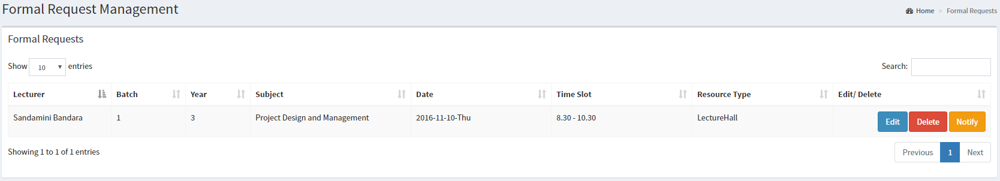 Formal Request Management
Home > Formal Requests
Formal Requests
Show 10 entries Search:
Lecturer Batch Year Subject Date Time Slot Resource Type Edit/ Delete
Sandamini Bandara 1 3 Project Design and Management 2016-11-10-Thu 8.30 - 10.30 LectureHall Edit Delete Notify
Showing 1 to 1 of 1 entries Previous 1 Next